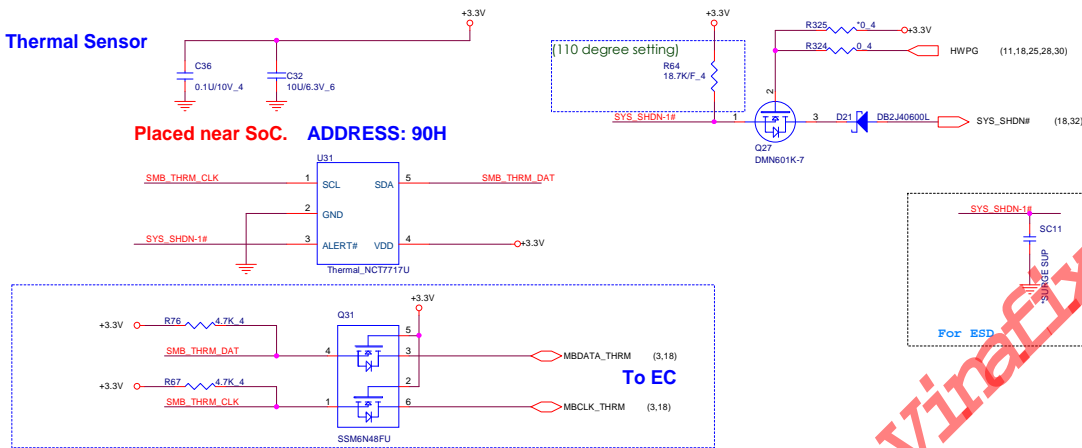 Thermal Sensor
+3.3V
C36
0.1U/10V_4
C32
10U/6.3V_6
Placed near SoC. ADDRESS: 90H
(110 degree setting)
+3.3V
R64
18.7K/F_4
SYS_SHDN-1#
R325
*0_4
+3.3V
R324
0_4
HWPG
(11,18,25,28,30)
2
1
3
Q27
DMN601K-7
D21
DB2J40600L
SYS_SHDN#
(18,32)
U31
SMB_THRM_CLK
1
SCL
SDA
5
SMB_THRM_DAT
2
GND
SYS_SHDN-1#
3
ALERT#
VDD
4
+3.3V
Thermal_NCT7717U
SYS_SHDN-1#
SC11
*SURGE SUP
For ESD
+3.3V
Q31
+3.3V
R76
4.7K_4
5
SMB_THRM_DAT
4
3
MBDATA_THRM
(3,18)
To EC
+3.3V
R67
4.7K_4
2
SMB_THRM_CLK
1
6
MBCLK_THRM
(3,18)
SSM6N48FU
Vinafix